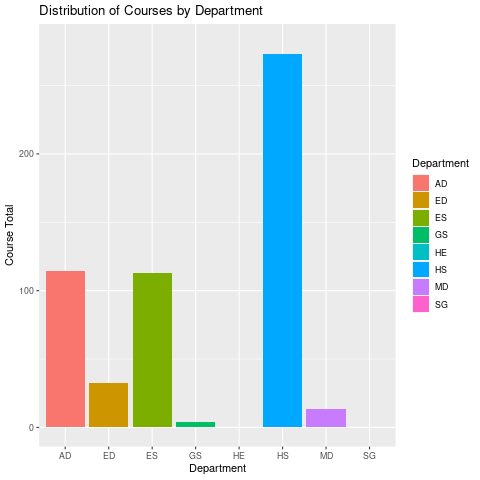 Distribution of Courses by Department
Course Total
200
100
0
AD ED ES GS HE HS MD SG
Department
Department
AD
ED
ES
GS
HE
HS
MD
SG